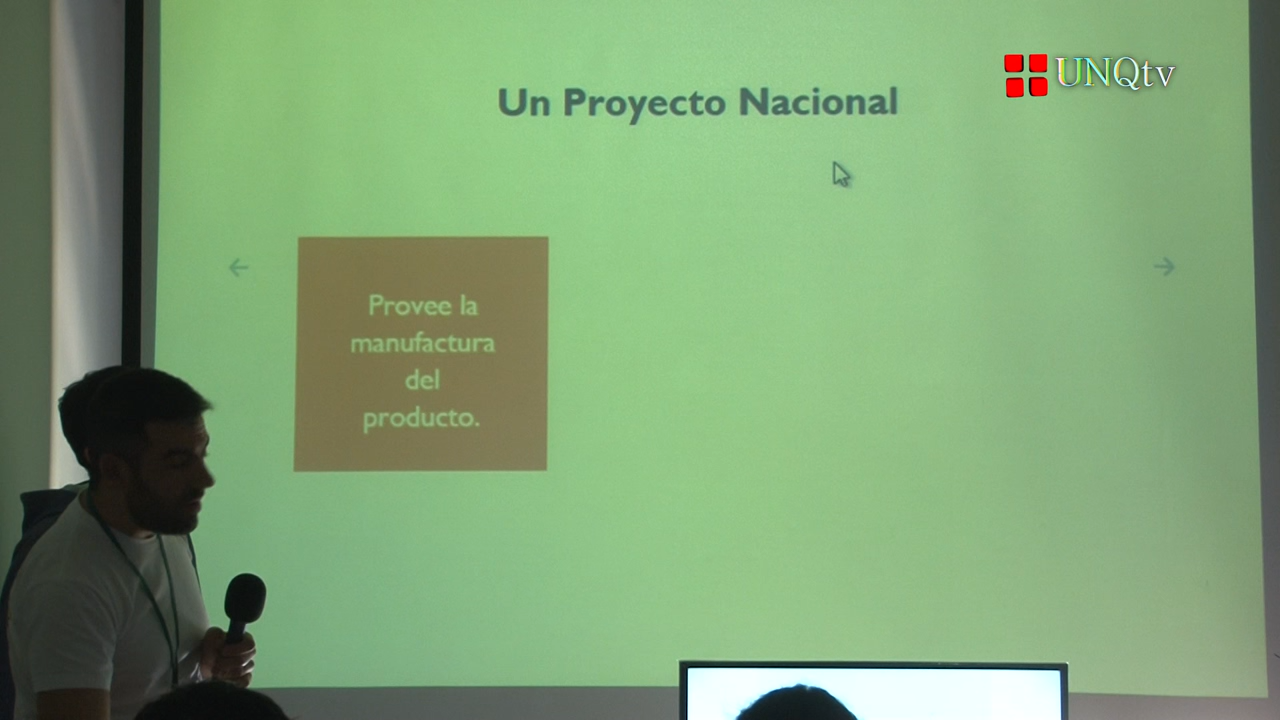 UNQtv
Un Proyecto Nacional
Provee la
manufactura
del
producto.